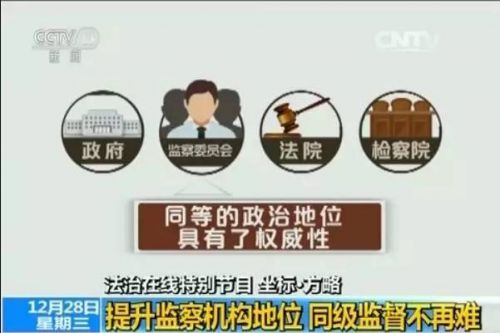 CCTV 13
新闻
CNTV
政府
监察委员会
法院
检察院
同等的政治地位
具有了权威性
法治在线特别节目 坐标·方略
12月28日
星期三
提升监察机构地位 同级监督不再难